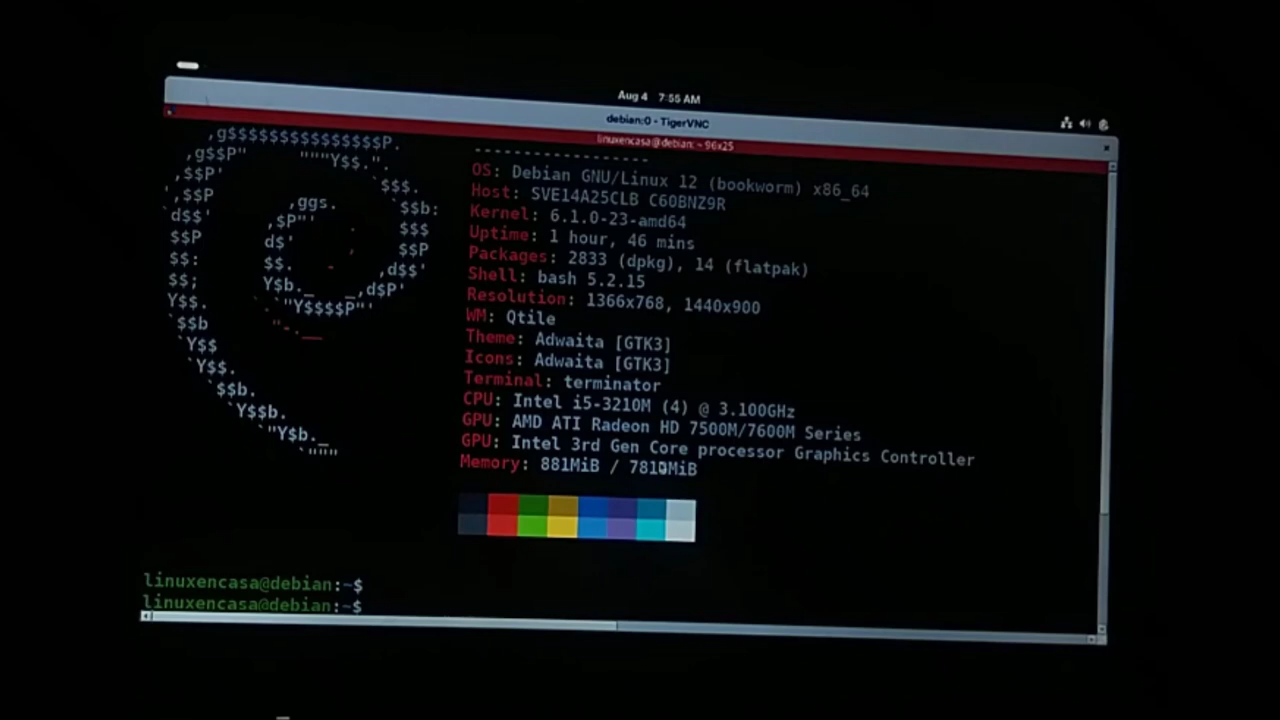 Aug 4 7:55 AM
debian:0 - TigerVNC
linuxencasa@debian: ~ 96x25
------------------
OS: Debian GNU/Linux 12 (bookworm) x86_64
Host: SVE14A25CLB C60BNZ9R
Kernel: 6.1.0-23-amd64
Uptime: 1 hour, 46 mins
Packages: 2833 (dpkg), 14 (flatpak)
Shell: bash 5.2.15
Resolution: 1366x768, 1440x900
WM: Qtile
Theme: Adwaita [GTK3]
Icons: Adwaita [GTK3]
Terminal: terminator
CPU: Intel i5-3210M (4) @ 3.100GHz
GPU: AMD ATI Radeon HD 7500M/7600M Series
GPU: Intel 3rd Gen Core processor Graphics Controller
Memory: 881MiB / 7810MiB
linuxencasa@debian:~$
linuxencasa@debian:~$